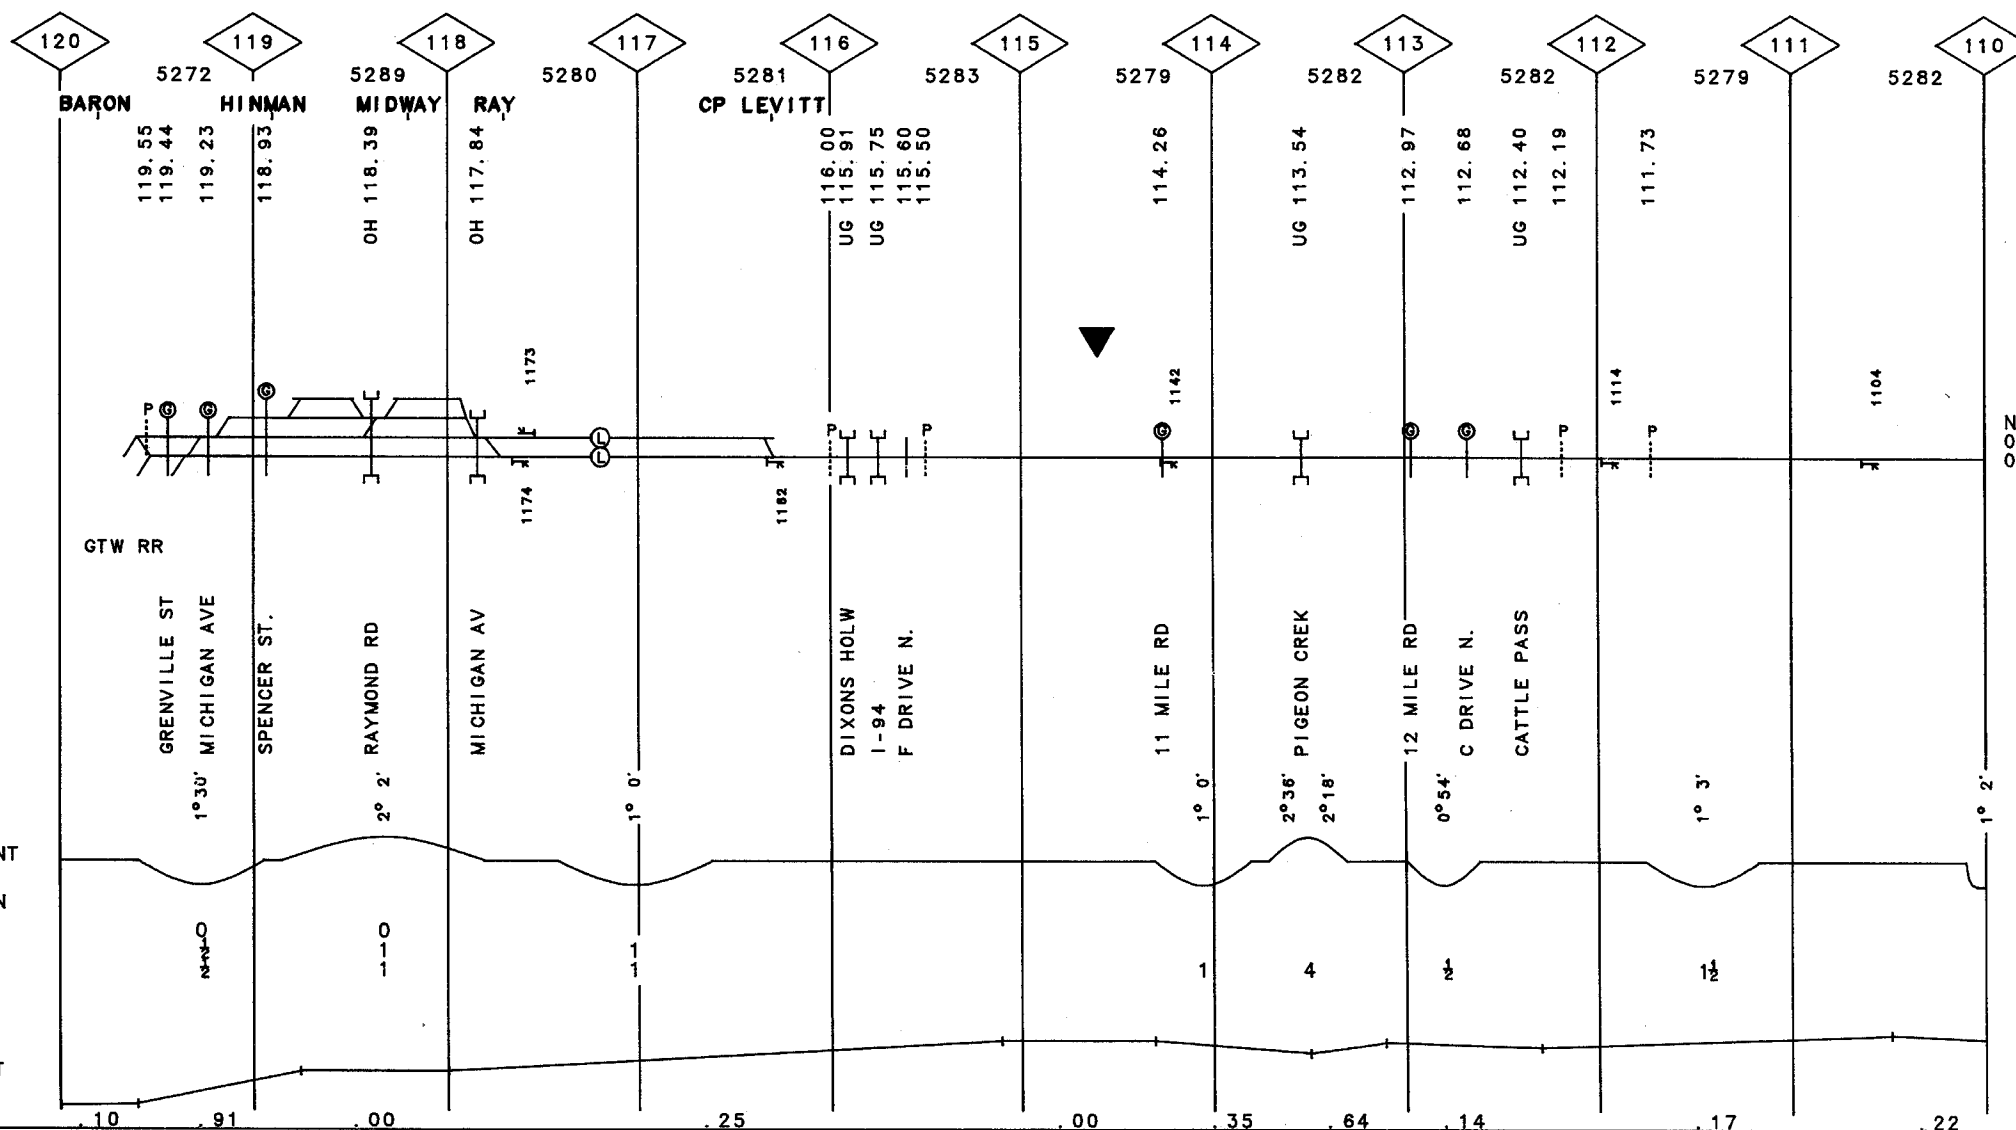 120 119 118 117 116 115 114 113 112 111 110
5272 5289 5280 5281 5283 5279 5282 5282 5279 5282
BARON HINMAN MIDWAY RAY CP LEVITT
119.55
119.44
119.23
118.93
OH 118.39
OH 117.84
116.00
UG 115.91
UG 115.75
115.60
115.50
114.26
UG 113.54
112.97
112.68
UG 112.40
112.19
111.73
1173
1142
1114
1104
P G G G P P G G G P P
L
L
N
0
0
1174
1162
GTW RR
GRENVILLE ST
MICHIGAN AVE
SPENCER ST.
RAYMOND RD
MICHIGAN AV
DIXONS HOLW
I-94
F DRIVE N.
11 MILE RD
PIGEON CREK
12 MILE RD
C DRIVE N.
CATTLE PASS
1°30'
2° 2'
1° 0'
1° 0'
2°36'
2°18'
0°54'
1° 3'
1° 2'
NT
N
0 0
1 1
1 1 1 4 ½ 1½
T
.10 .91 .00 .25 .00 .35 .64 .14 .17 .22